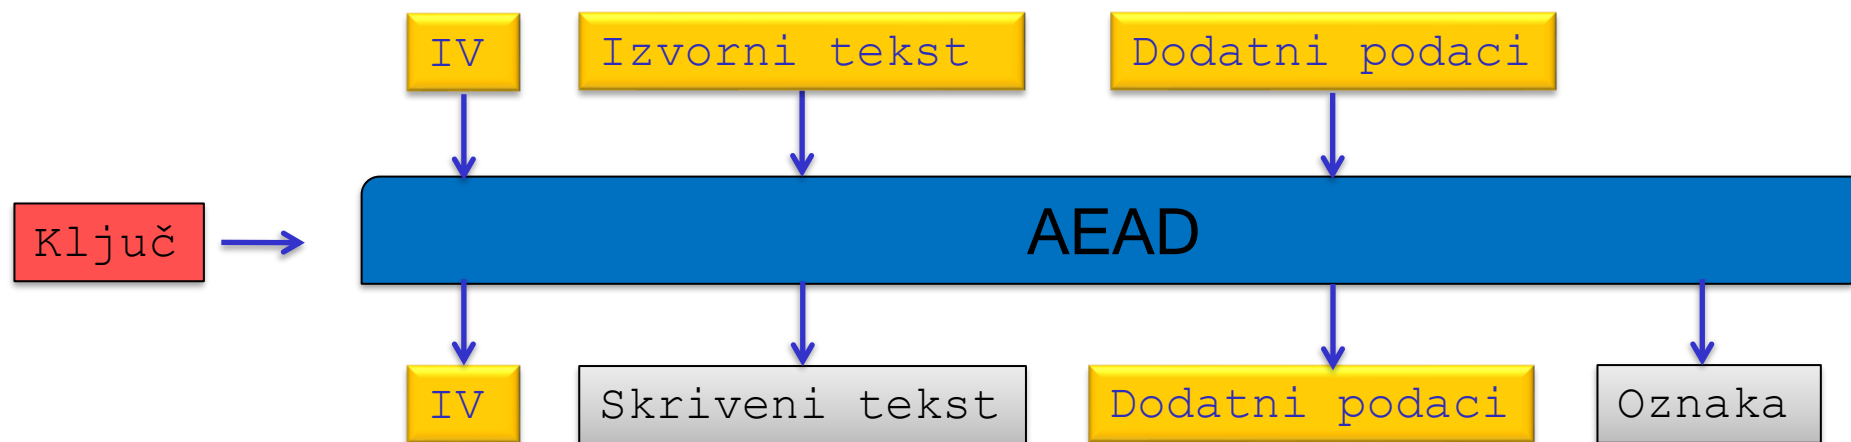 IV
Izvorni tekst
Dodatni podaci
Ključ
AEAD
IV
Skriveni tekst
Dodatni podaci
Oznaka